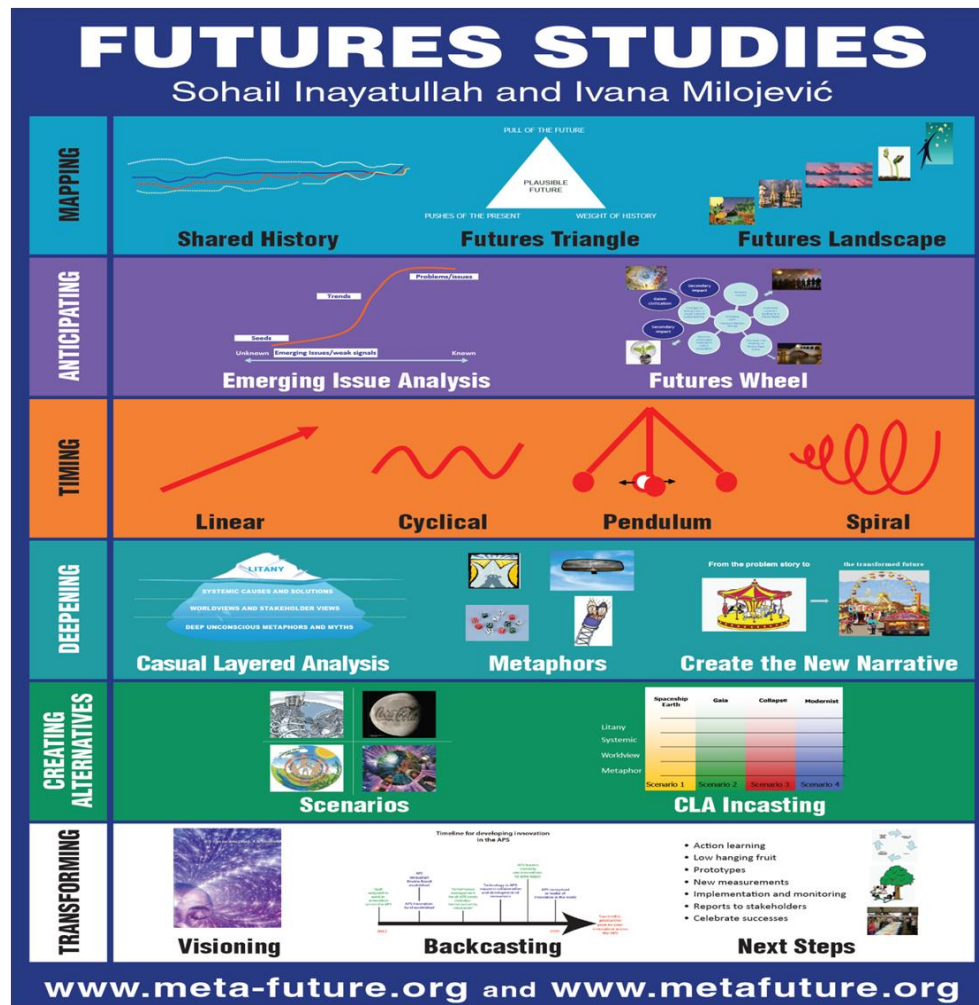 FUTURES STUDIES
Sohail Inayatullah and Ivana Milojević
MAPPING
PULL OF THE FUTURE
PLAUSIBLE
FUTURE
PUSHES OF THE PRESENT
WEIGHT OF HISTORY
Shared History
Futures Triangle
Futures Landscape
ANTICIPATING
Problems/issues
Trends
Seeds
Unknown
Emerging Issues/weak signals
Known
Secondary
impact
Secondary
impact
Emerging Issue Analysis
Futures Wheel
TIMING
Linear
Cyclical
Pendulum
Spiral
DEEPENING
LITANY
SYSTEMIC CAUSES AND SOLUTIONS
WORLDVIEWS AND STAKEHOLDER VIEWS
DEEP UNCONSCIOUS METAPHORS AND MYTHS
From the problem story to
the transformed future
Casual Layered Analysis
Metaphors
Create the New Narrative
CREATING
ALTERNATIVES
Coca-Cola
Spaceship
Earth
Gaia
Collapse
Modernist
Litany
Systemic
Worldview
Metaphor
Scenario 1
Scenario 2
Scenario 3
Scenario 4
Scenarios
CLA Incasting
TRANSFORMING
Timeline for developing innovation
in the APS
• Action learning
• Low hanging fruit
• Prototypes
• New measurements
• Implementation and monitoring
• Reports to stakeholders
• Celebrate successes
Visioning
Backcasting
Next Steps
www.meta-future.org and www.metafuture.org